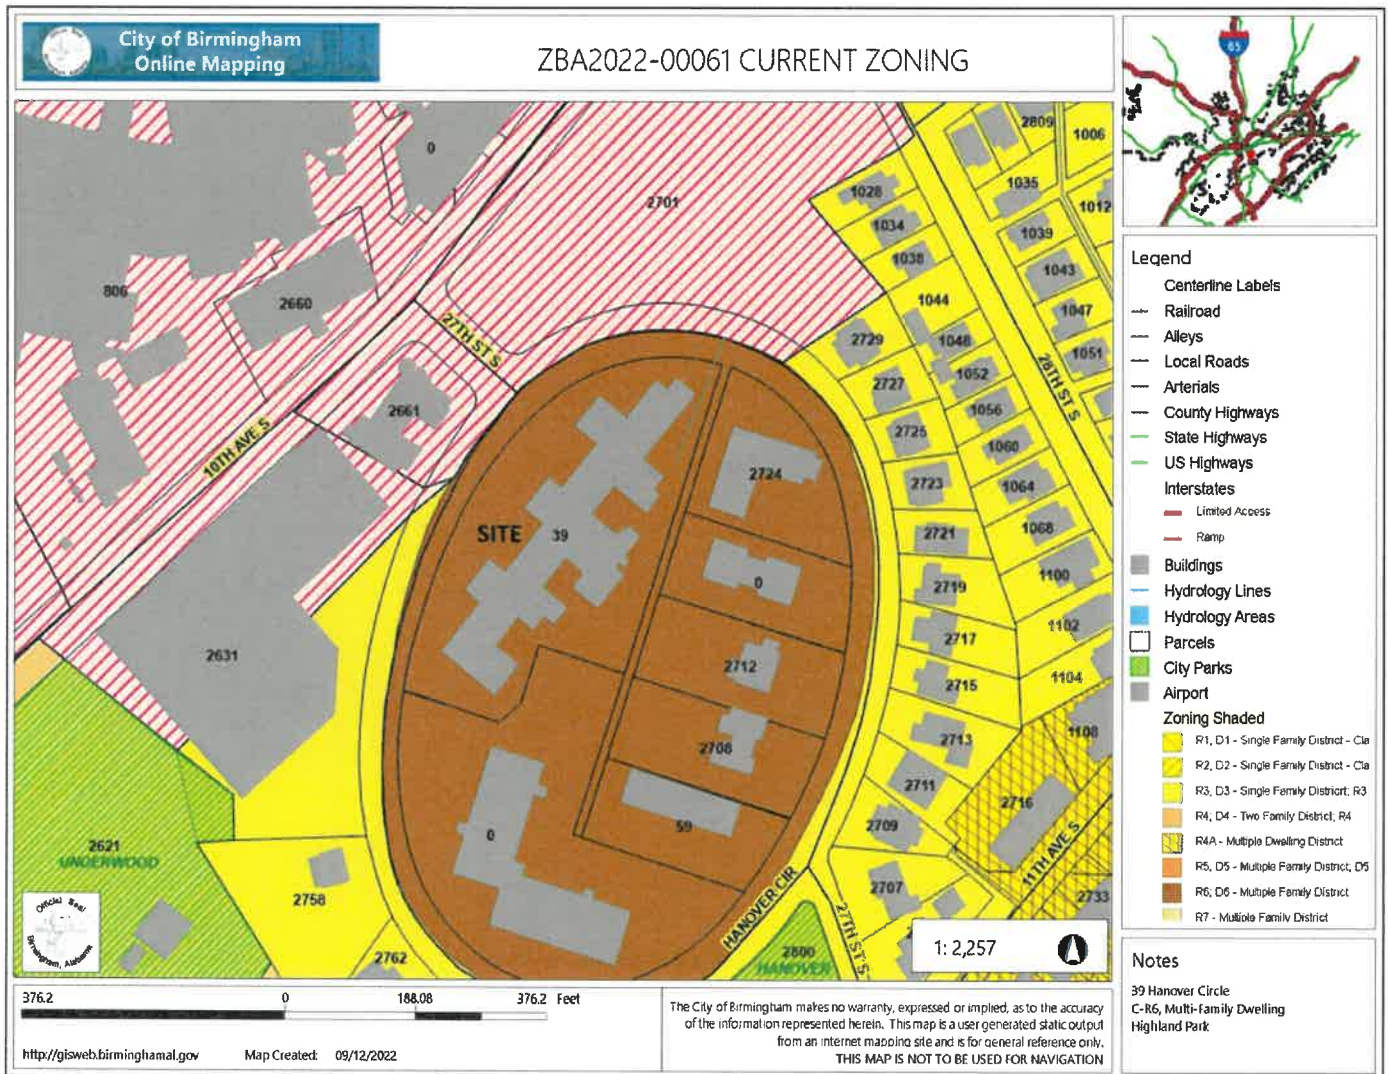 City of Birmingham
Online Mapping
ZBA2022-00061 CURRENT ZONING
65
0
2701
806
2660
27TH ST S
2661
10TH AVE S
2809
1006
1028
1035
1012
1034
1039
1038
1043
1044
1047
2729
1048
1051
28TH ST S
2727
1052
1056
2725
1060
2724
2723
1064
SITE
39
2721
1068
0
2719
1100
2717
1102
2631
2712
2715
1104
2708
2713
1108
2711
2716
59
2709
0
11TH AVE S
2621
UNDERWOOD
2758
HANOVER CIR
2707
2733
27TH ST S
2762
2800
HANOVER
1: 2,257
Official Seal
Birmingham, Alabama
Legend
Centerline Labels
Railroad
Alleys
Local Roads
Arterials
County Highways
State Highways
US Highways
Interstates
Limited Access
Ramp
Buildings
Hydrology Lines
Hydrology Areas
Parcels
City Parks
Airport
Zoning Shaded
R1, D1 - Single Family District - Cla
R2, D2 - Single Family District - Cla
R3, D3 - Single Family District; R3
R4, D4 - Two Family District; R4
R4A - Multiple Dwelling District
R5, D5 - Multiple Family District; D5
R6, D6 - Multiple Family District
R7 - Multiple Family District
Notes
39 Hanover Circle
C-R6, Multi-Family Dwelling
Highland Park
376.2 0 188.08 376.2 Feet
http://gisweb.birminghamal.gov Map Created: 09/12/2022
The City of Birmingham makes no warranty, expressed or implied, as to the accuracy
of the information represented herein. This map is a user generated static output
from an internet mapping site and is for general reference only.
THIS MAP IS NOT TO BE USED FOR NAVIGATION